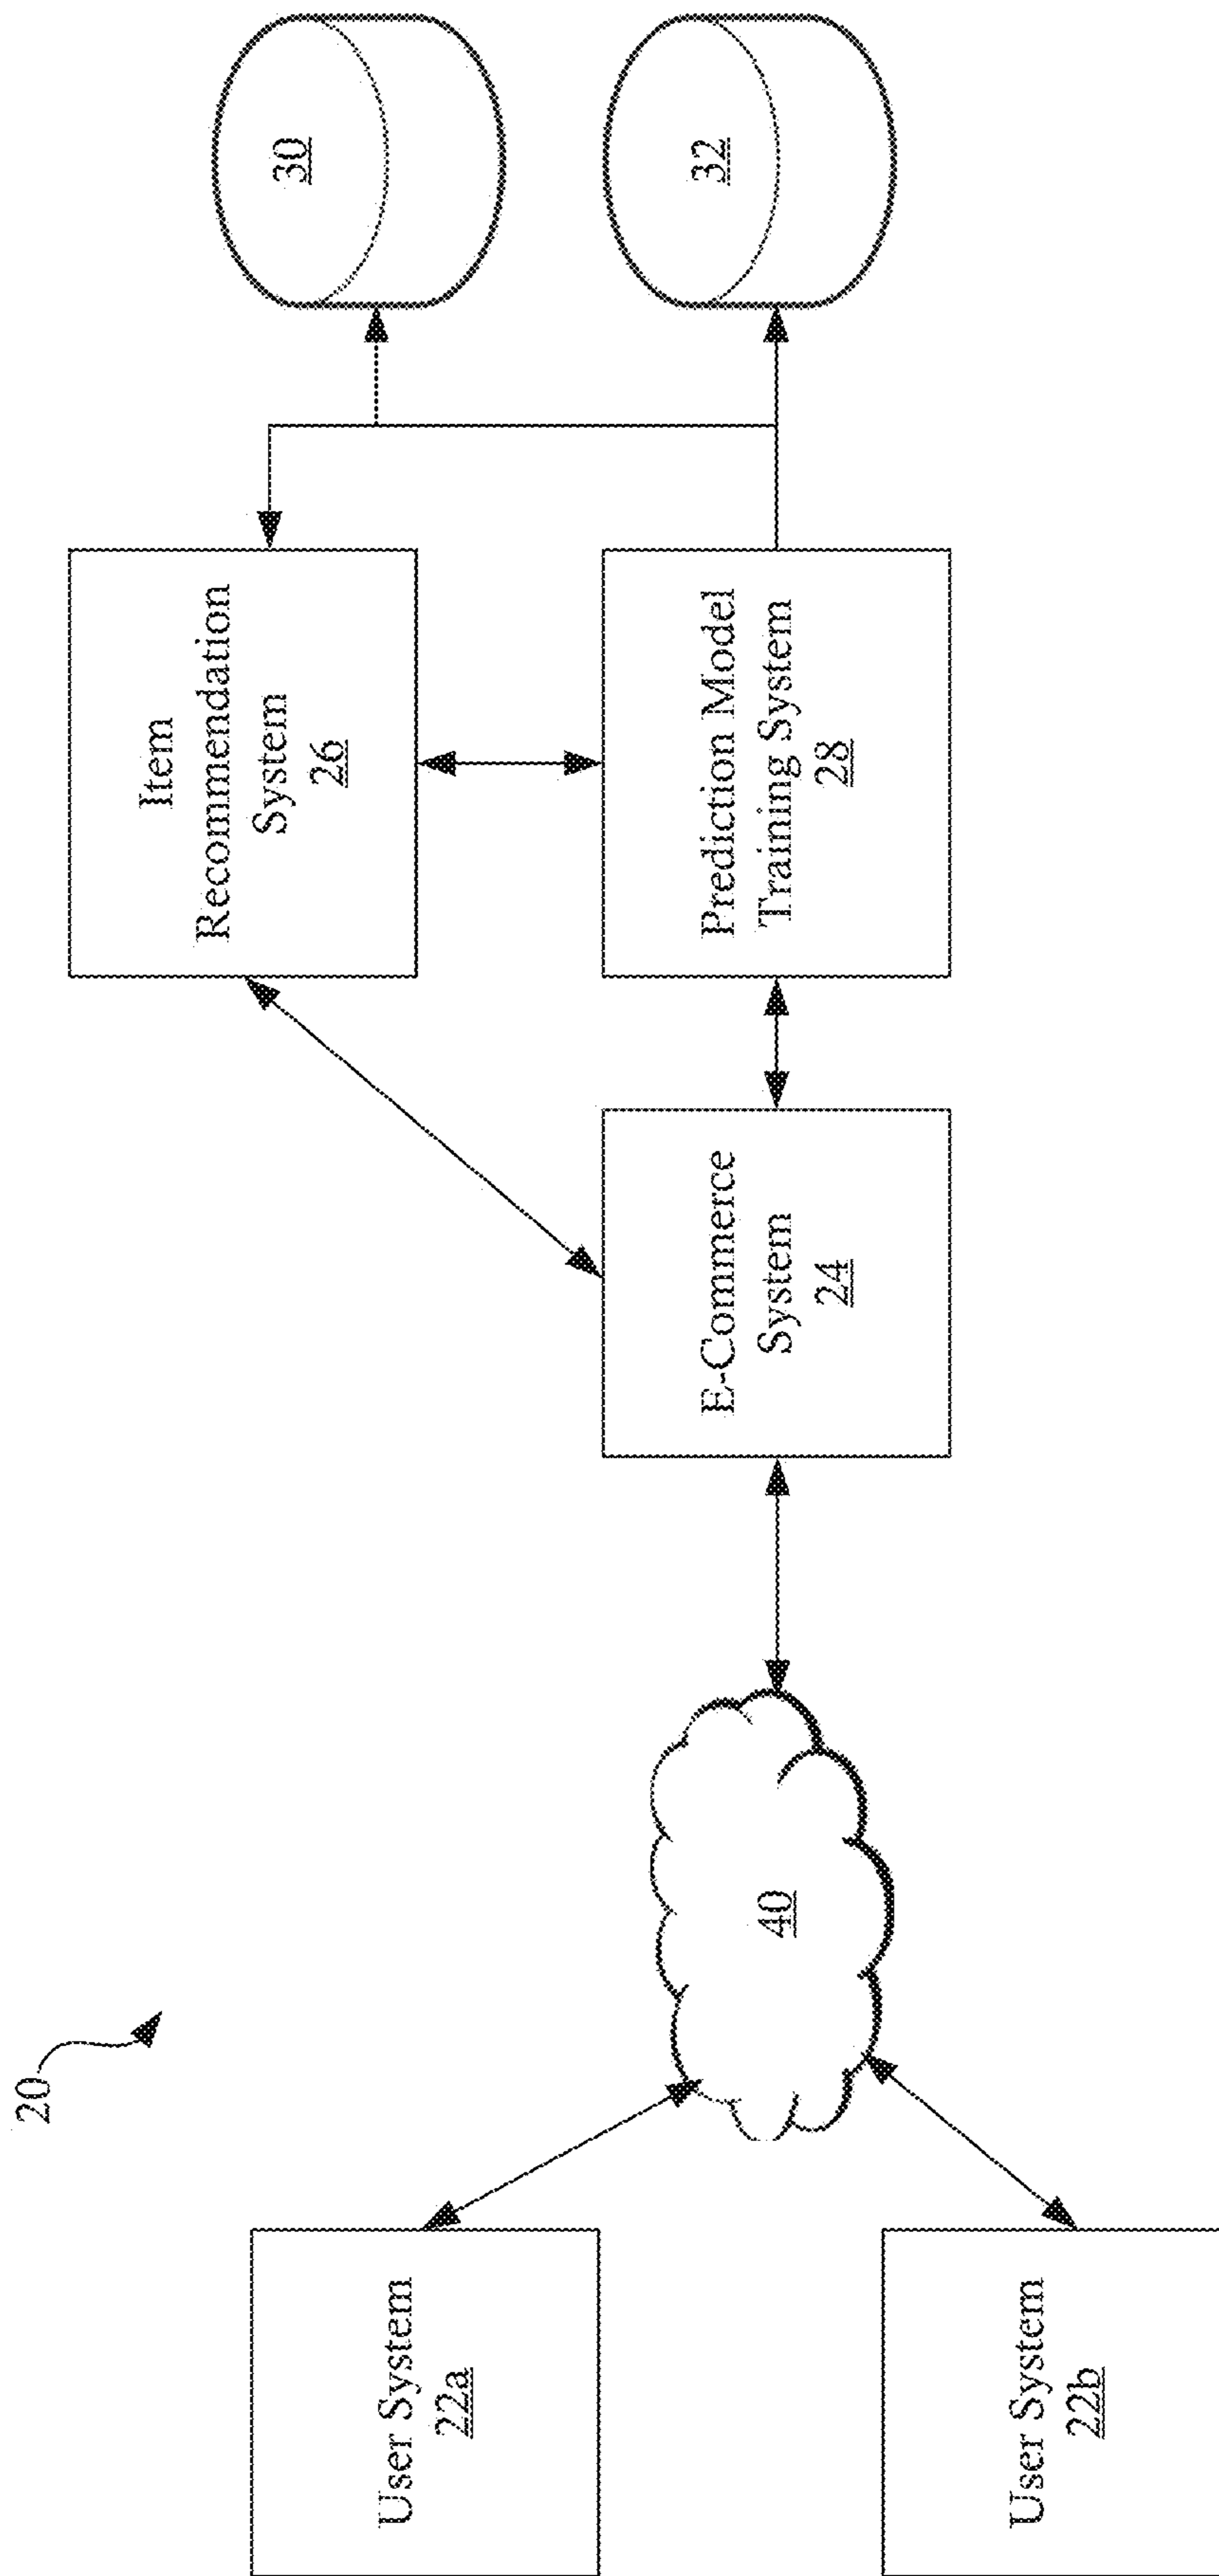 20
User System
22a
User System
22b
40
E-Commerce
System
24
Item
Recommendation
System
26
Prediction Model
Training System
28
30
32